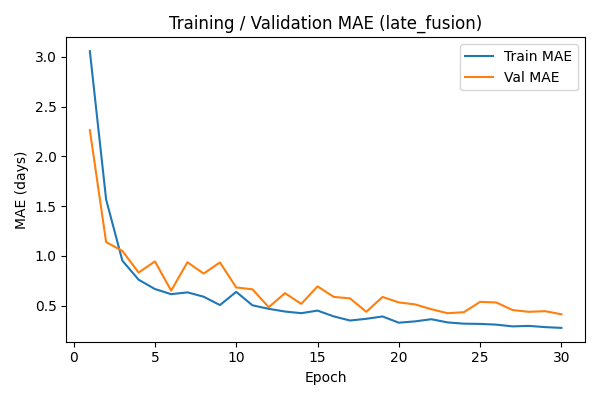 Training / Validation MAE (late_fusion)
Train MAE
Val MAE
MAE (days)
3.0
2.5
2.0
1.5
1.0
0.5
0 5 10 15 20 25 30
Epoch